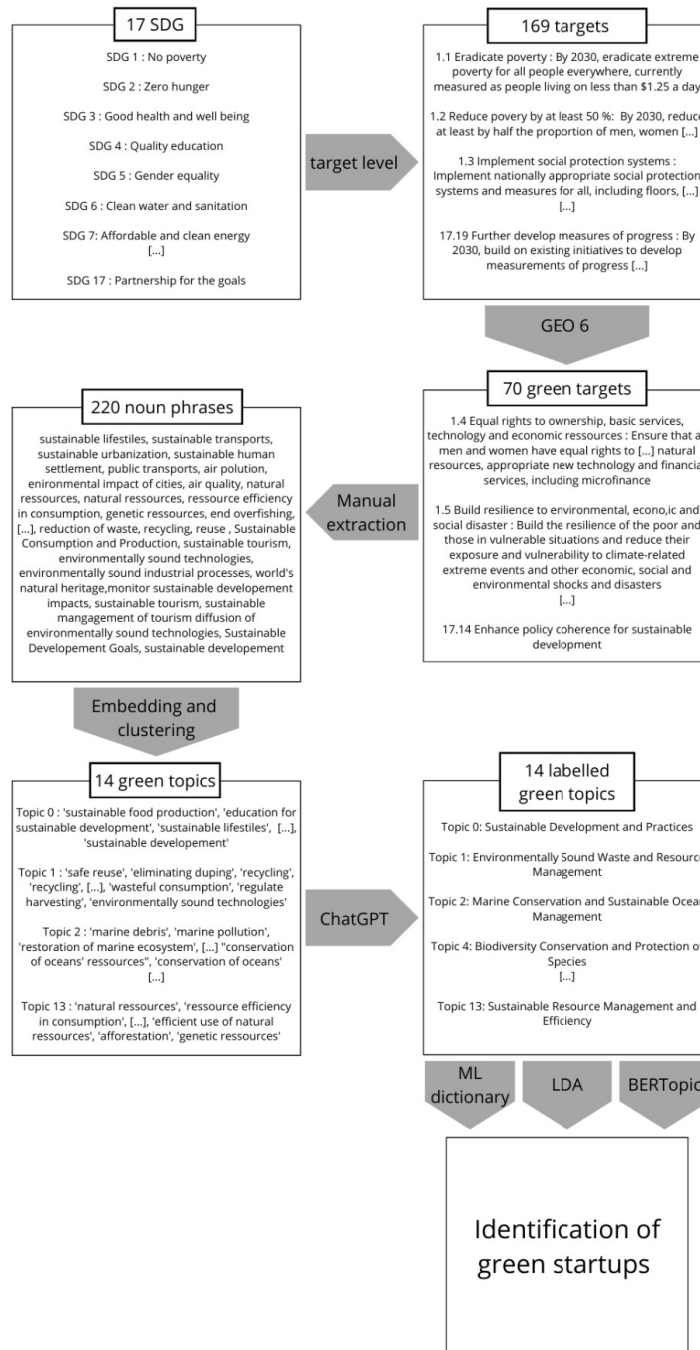 17 SDG
SDG 1 : No poverty
SDG 2 : Zero hunger
SDG 3 : Good health and well being
SDG 4 : Quality education
SDG 5 : Gender equality
SDG 6 : Clean water and sanitation
SDG 7: Affordable and clean energy
[...]
SDG 17 : Partnership for the goals
target level
169 targets
1.1 Eradicate poverty : By 2030, eradicate extreme
poverty for all people everywhere, currently
measured as people living on less than $1.25 a day
1.2 Reduce poverty by at least 50 %: By 2030, reduce
at least by half the proportion of men, women [...]
1.3 Implement social protection systems :
Implement nationally appropriate social protection
systems and measures for all, including floors, [...]
[...]
17.19 Further develop measures of progress : By
2030, build on existing initiatives to develop
measurements of progress [...]
GEO 6
70 green targets
1.4 Equal rights to ownership, basic services,
technology and economic ressources : Ensure that a
men and women have equal rights to [...] natural
resources, appropriate new technology and financia
services, including microfinance
1.5 Build resilience to environmental, econo,ic and
social disaster : Build the resilience of the poor and
those in vulnerable situations and reduce their
exposure and vulnerability to climate-related
extreme events and other economic, social and
environmental shocks and disasters
[...]
17.14 Enhance policy coherence for sustainable
development
Manual
extraction
220 noun phrases
sustainable lifestiles, sustainable transports,
sustainable urbanization, sustainable human
settlement, public transports, air polution,
enironmental impact of cities, air quality, natural
ressources, natural ressources, ressource efficiency
in consumption, genetic ressources, end overfishing,
[...], reduction of waste, recycling, reuse , Sustainable
Consumption and Production, sustainable tourism,
environmentally sound technologies,
environmentally sound industrial processes, world's
natural heritage,monitor sustainable developement
impacts, sustainable tourism, sustainable
mangagement of tourism diffusion of
environmentally sound technologies, Sustainable
Developement Goals, sustainable developement
Embedding and
clustering
14 green topics
Topic 0 : 'sustainable food production', 'education for
sustainable development', 'sustainable lifestiles', [...],
'sustainable developement'
Topic 1 : 'safe reuse', 'eliminating duping', 'recycling',
'recycling', [...], 'wasteful consumption', 'regulate
harvesting', 'environmentally sound technologies'
Topic 2 : 'marine debris', 'marine pollution',
'restoration of marine ecosystem', [...] "conservation
of oceans' ressources", 'conservation of oceans'
[...]
Topic 13 : 'natural ressources', 'ressource efficiency
in consumption', [...], 'efficient use of natural
ressources', 'afforestation', 'genetic ressources'
ChatGPT
14 labelled
green topics
Topic 0: Sustainable Development and Practices
Topic 1: Environmentally Sound Waste and Resourc
Management
Topic 2: Marine Conservation and Sustainable Ocea
Management
Topic 4: Biodiversity Conservation and Protection of
Species
[...]
Topic 13: Sustainable Resource Management and
Efficiency
ML
dictionary
LDA
BERTopic
Identification of
green startups